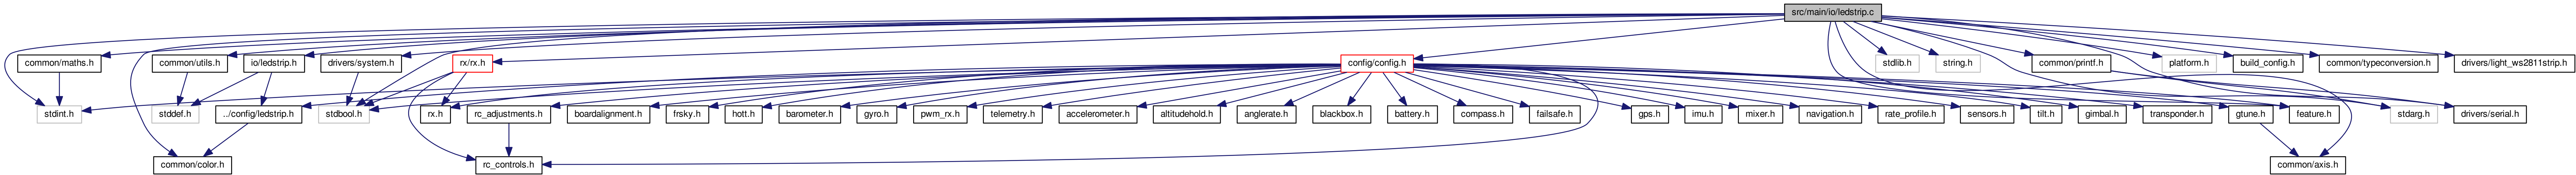 src/main/io/ledstrip.c
common/maths.h
common/utils.h
io/ledstrip.h
drivers/system.h
rx/rx.h
config/config.h
stdlib.h
string.h
common/printf.h
platform.h
build_config.h
common/typeconversion.h
drivers/light_ws2811strip.h
stdint.h
stddef.h
../config/ledstrip.h
stdbool.h
rx.h
rc_adjustments.h
boardalignment.h
frsky.h
hott.h
barometer.h
gyro.h
pwm_rx.h
telemetry.h
accelerometer.h
altitudehold.h
anglerate.h
blackbox.h
battery.h
compass.h
failsafe.h
gps.h
imu.h
mixer.h
navigation.h
rate_profile.h
sensors.h
tilt.h
gimbal.h
transponder.h
gtune.h
feature.h
stdarg.h
drivers/serial.h
common/color.h
rc_controls.h
common/axis.h